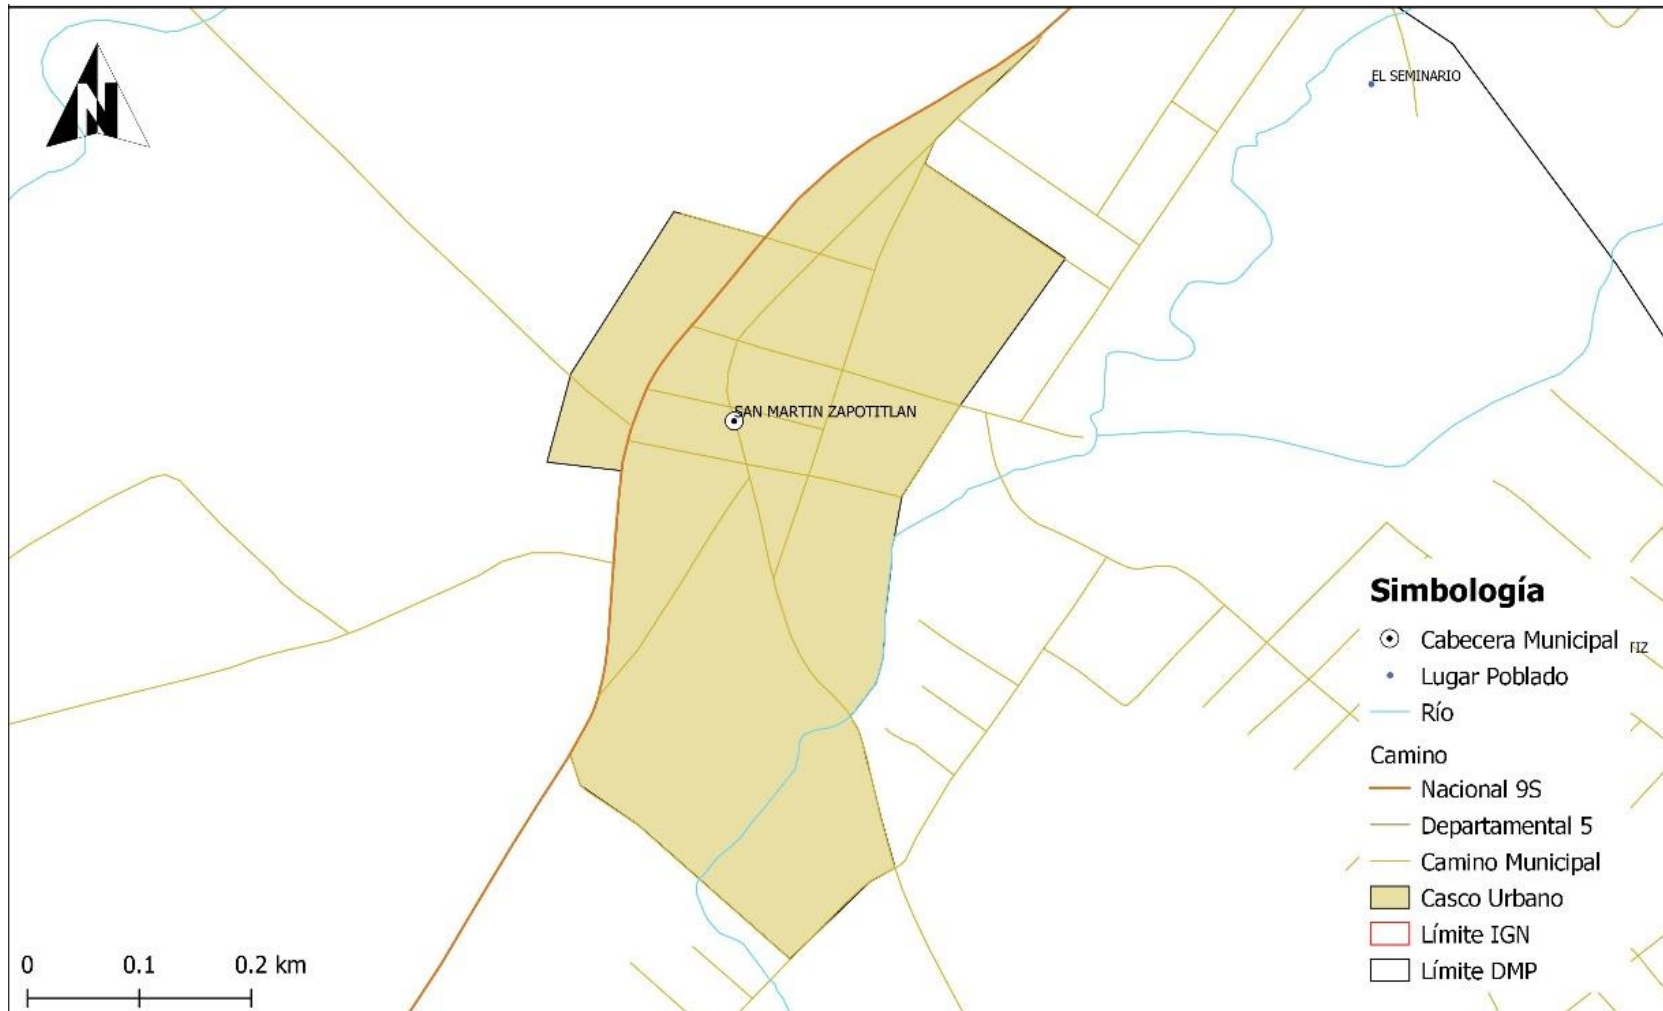 N
EL SEMINARIO
SAN MARTIN ZAPOTITLAN
Simbología
Cabecera Municipal
FIZ
Lugar Poblado
Río
Camino
Nacional 9S
Departamental 5
Camino Municipal
Casco Urbano
Límite IGN
Límite DMP
0 0.1 0.2 km